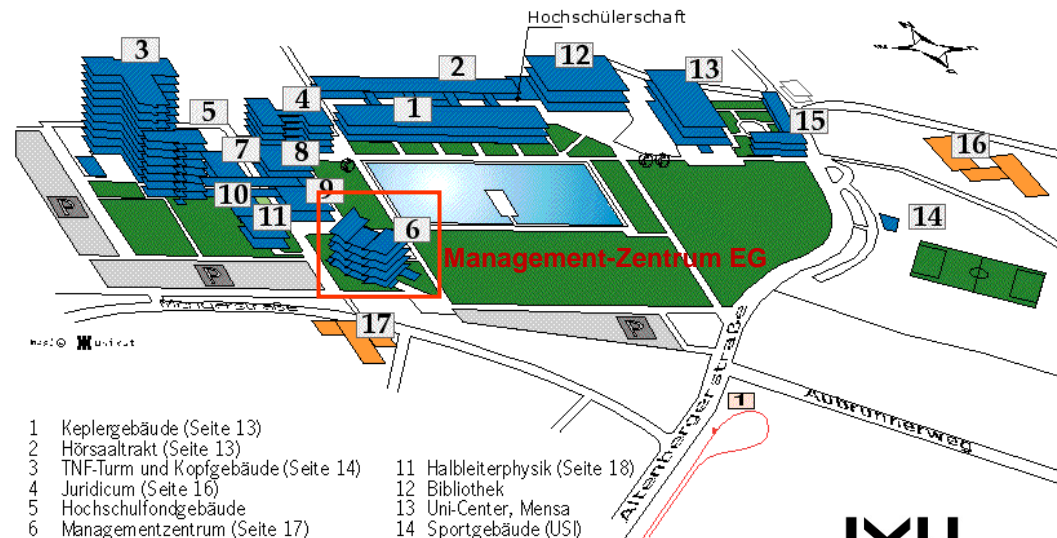 Hochschülerschaft
3
2
12
13
5
4
1
15
7
8
16
10
9
11
6
14
Management-Zentrum EG
P
P
P
17
Altenbergerstraße
Aubrunnerweg
1
1 Keplergebäude (Seite 13)
2 Hörsaaltrakt (Seite 13)
3 TNF-Turm und Kopfgebäude (Seite 14)
4 Juridicum (Seite 16)
5 Hochschulfondgebäude
6 Managementzentrum (Seite 17)
11 Halbleiterphysik (Seite 18)
12 Bibliothek
13 Uni-Center, Mensa
14 Sportgebäude (USI)